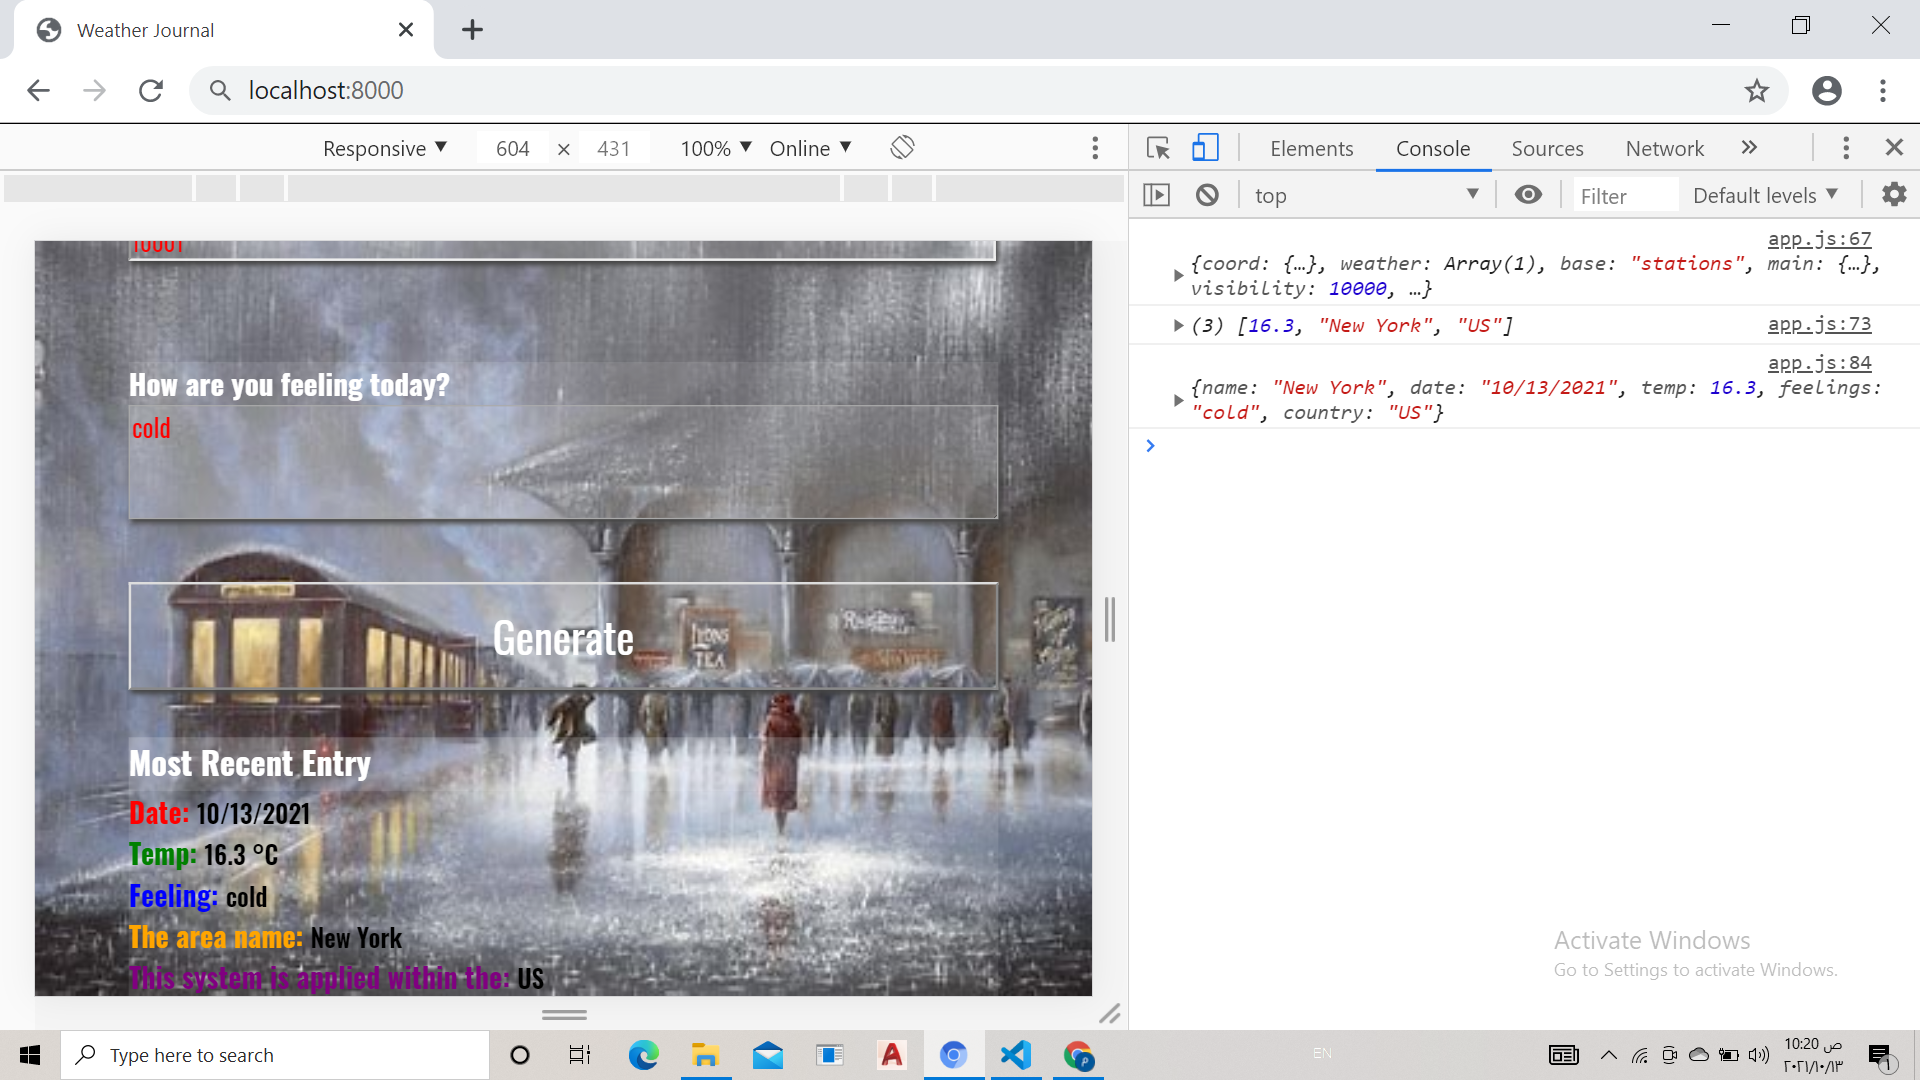 Weather Journal
localhost:8000
Responsive ▼ 604 × 431 100% ▼ Online ▼
Elements Console Sources Network »
top ▼ Filter Default levels ▼
10001
How are you feeling today?
cold
LYONS
TEA
Generate
Most Recent Entry
Date: 10/13/2021
Temp: 16.3 °C
Feeling: cold
The area name: New York
This system is applied within the: US
app.js:67
{coord: {…}, weather: Array(1), base: "stations", main: {…},
visibility: 10000, …}
(3) [16.3, "New York", "US"] app.js:73
app.js:84
{name: "New York", date: "10/13/2021", temp: 16.3, feelings:
"cold", country: "US"}
Activate Windows
Go to Settings to activate Windows.
Type here to search
EN
10:20 ص
٢٠٢١/١٠/١٣
١